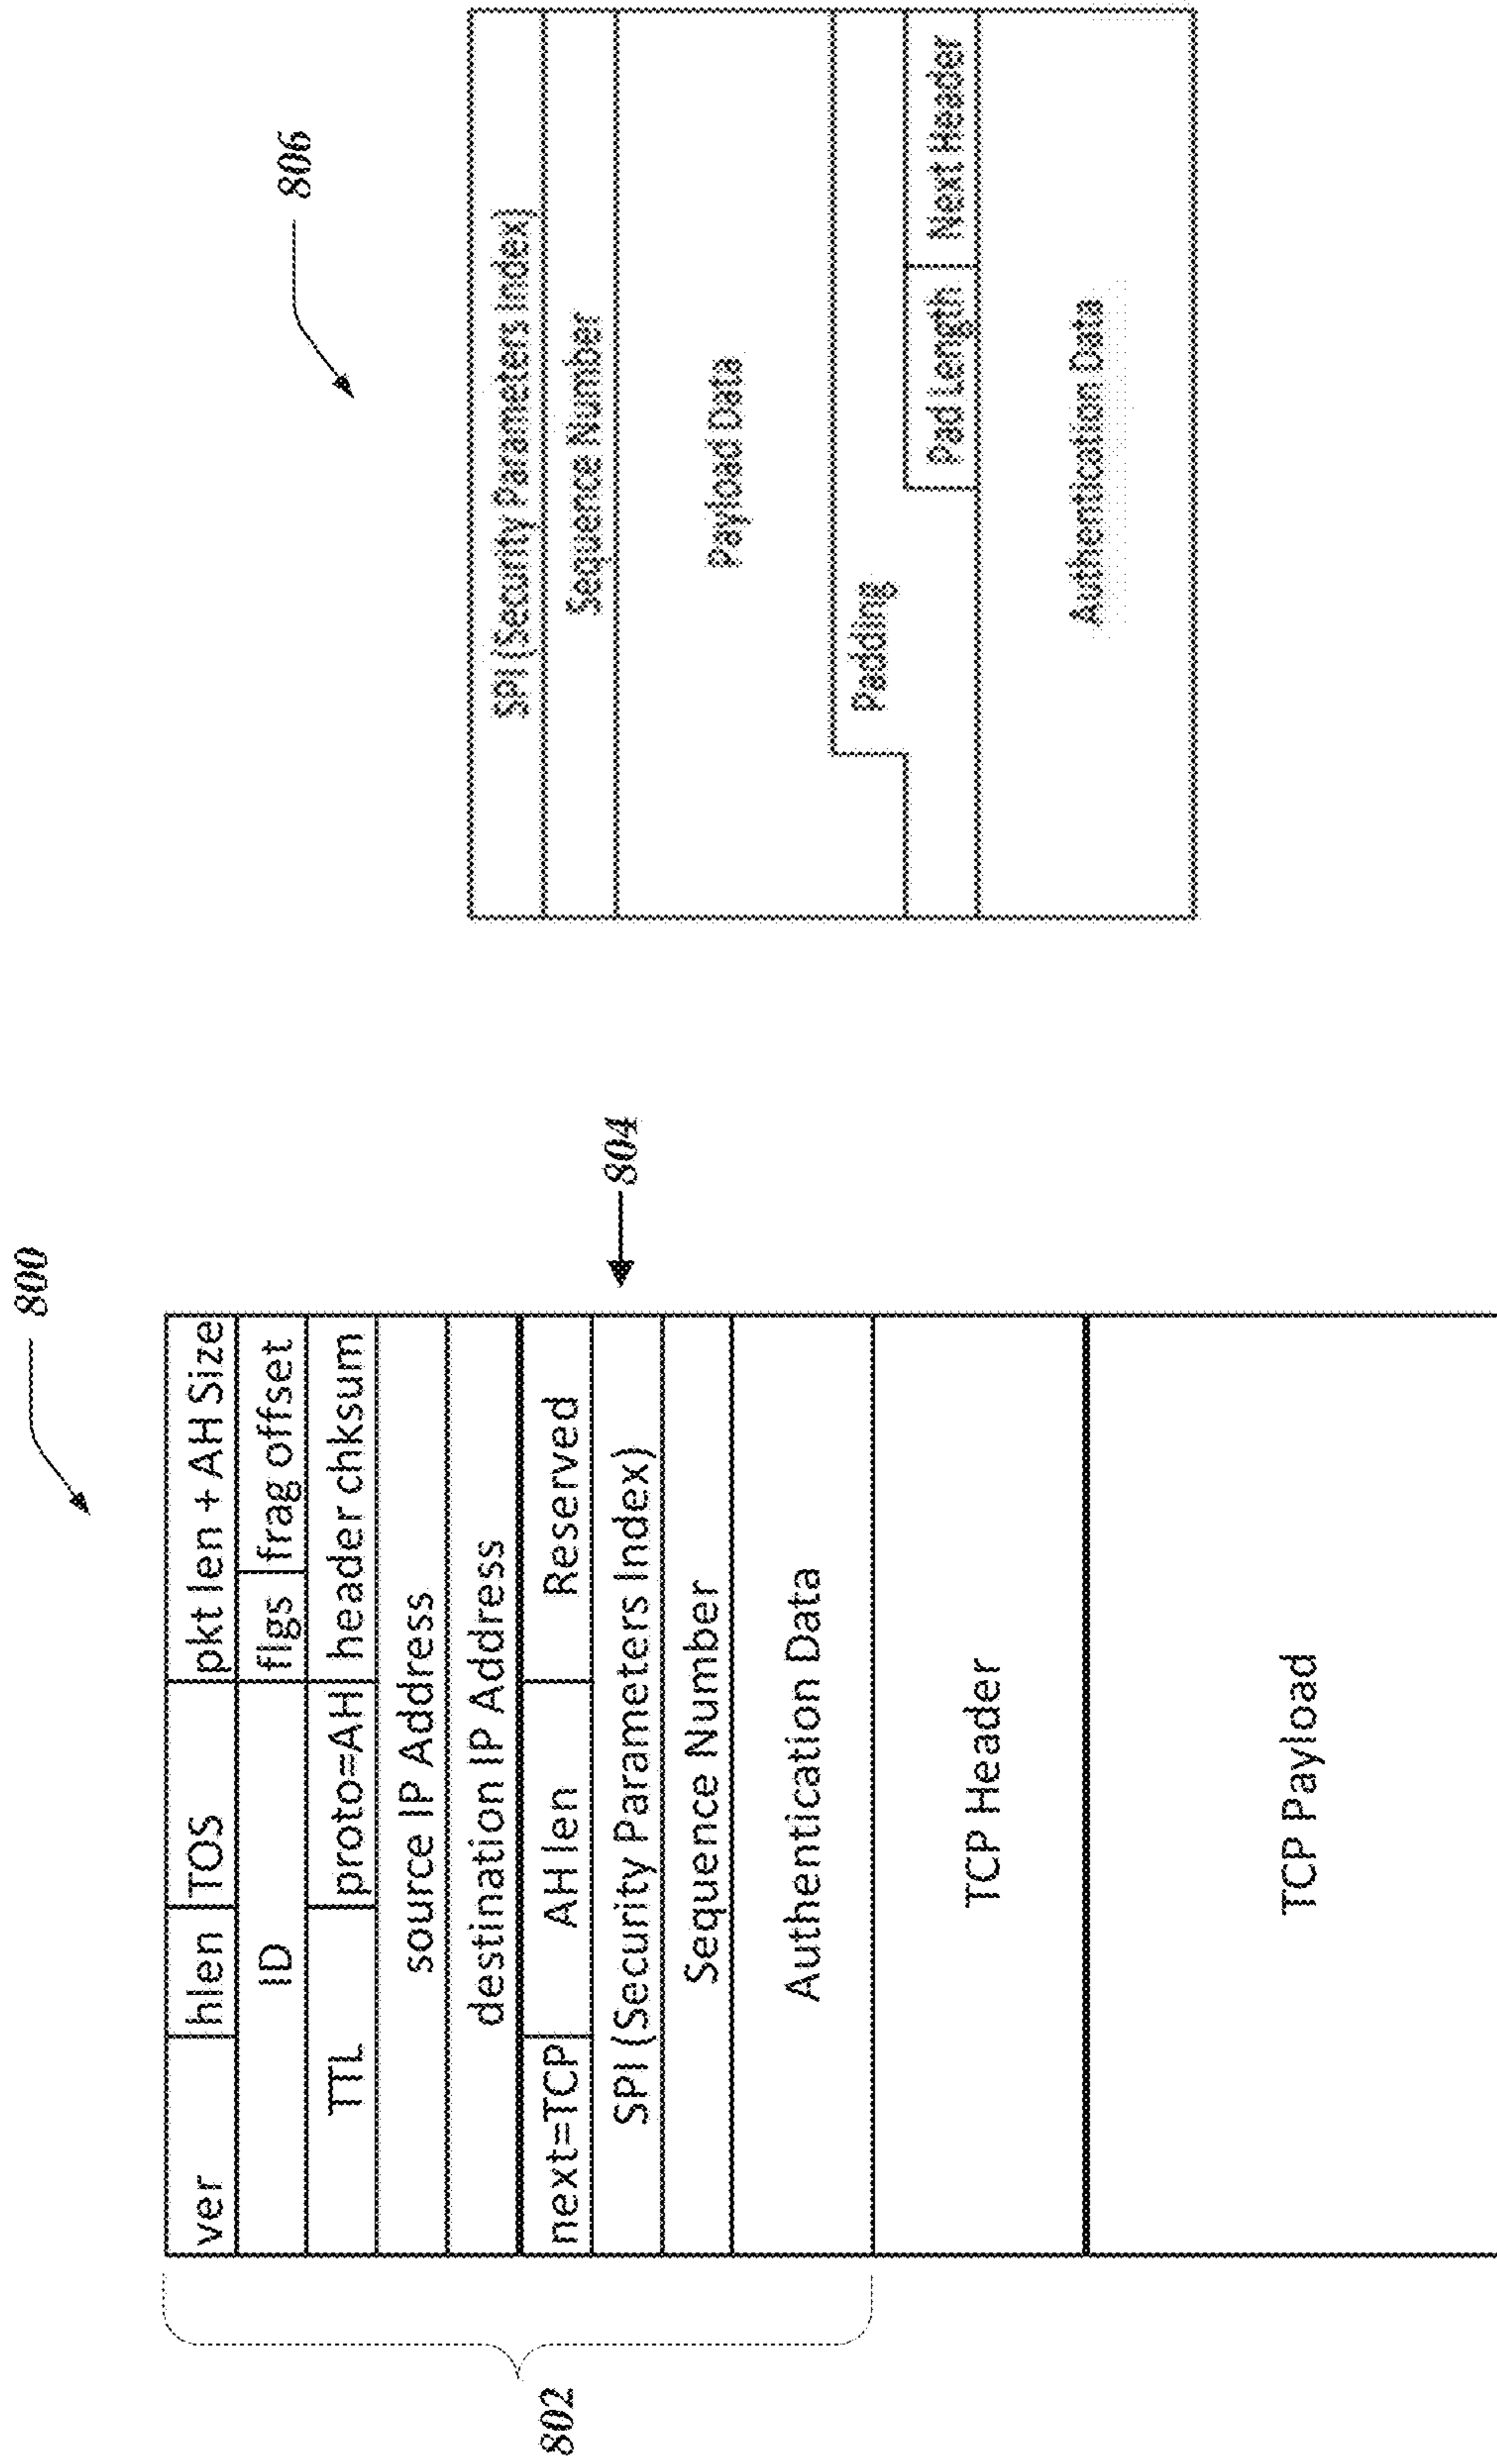 800
ver hlen TOS pkt len + AH Size
ID flgs frag offset
TTL proto=AH header chksum
source IP Address
destination IP Address
next=TCP AH len Reserved
SPI (Security Parameters Index)
Sequence Number
Authentication Data
TCP Header
TCP Payload
802
804
806
SPI (Security Parameters Index)
Sequence Number
Payload Data
Padding
Pad Length Next Header
Authentication Data